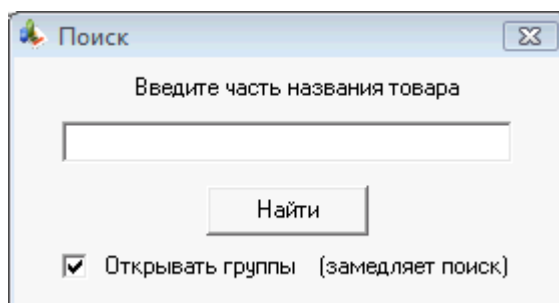 Поиск
Введите часть названия товара
Найти
Открывать группы (замедляет поиск)